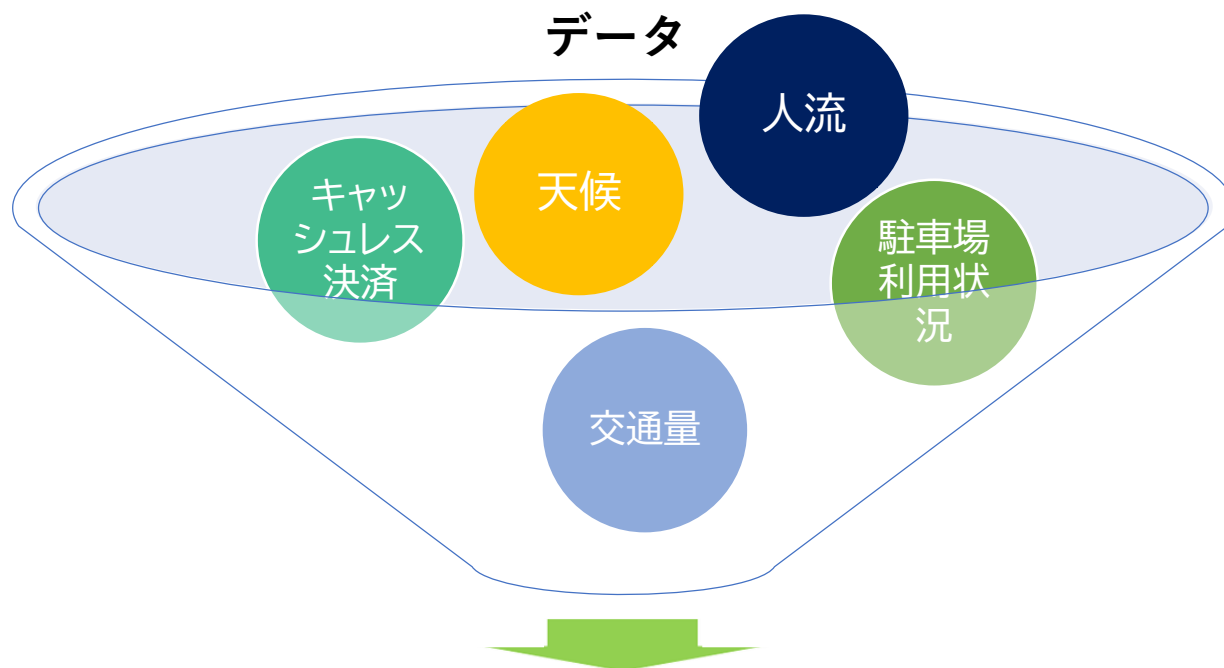 データ
人流
天候
キャッ
シュレス
決済
駐車場
利用状
況
交通量